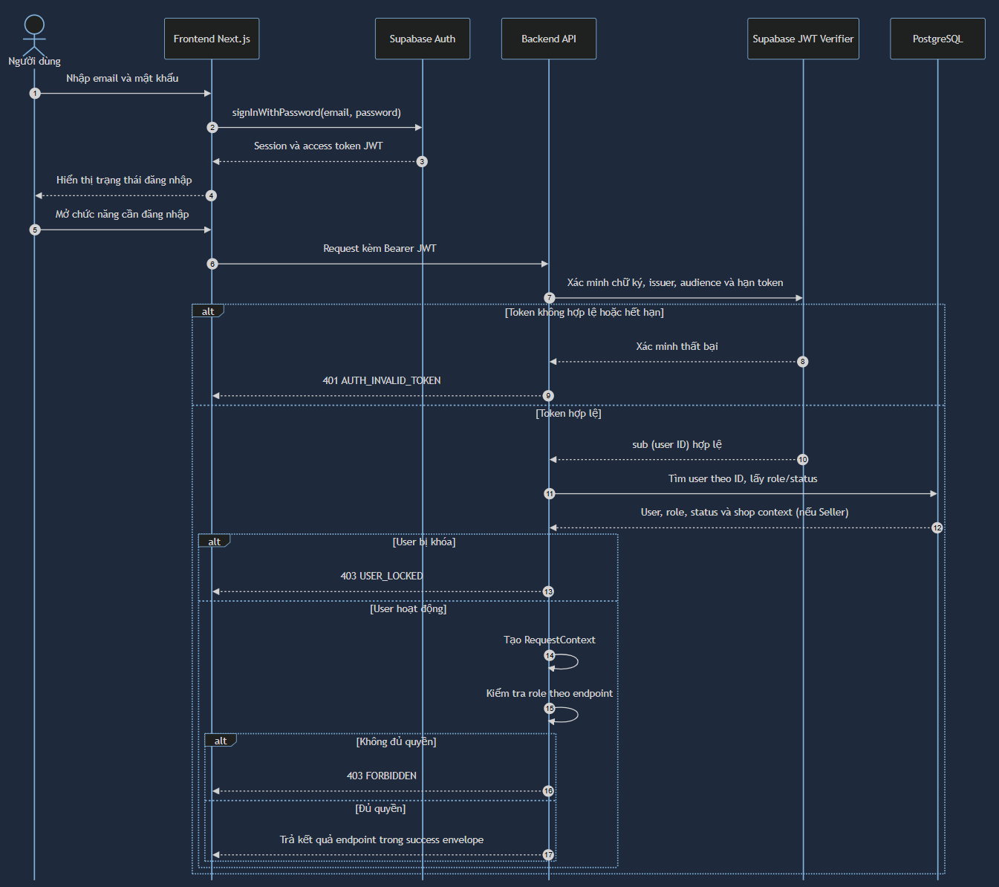 Người dùng
Frontend Next.js
Supabase Auth
Backend API
Supabase JWT Verifier
PostgreSQL
Nhập email và mật khẩu
1
signInWithPassword(email, password)
2
Session và access token JWT
3
Hiển thị trạng thái đăng nhập
4
Mở chức năng cần đăng nhập
5
Request kèm Bearer JWT
6
Xác minh chữ ký, issuer, audience và hạn token
7
alt
[Token không hợp lệ hoặc hết hạn]
Xác minh thất bại
8
401 AUTH_INVALID_TOKEN
9
[Token hợp lệ]
sub (user ID) hợp lệ
10
Tìm user theo ID, lấy role/status
11
User, role, status và shop context (nếu Seller)
12
alt
[User bị khóa]
403 USER_LOCKED
13
[User hoạt động]
Tạo RequestContext
14
Kiểm tra role theo endpoint
15
alt
[Không đủ quyền]
403 FORBIDDEN
16
[Đủ quyền]
Trả kết quả endpoint trong success envelope
17